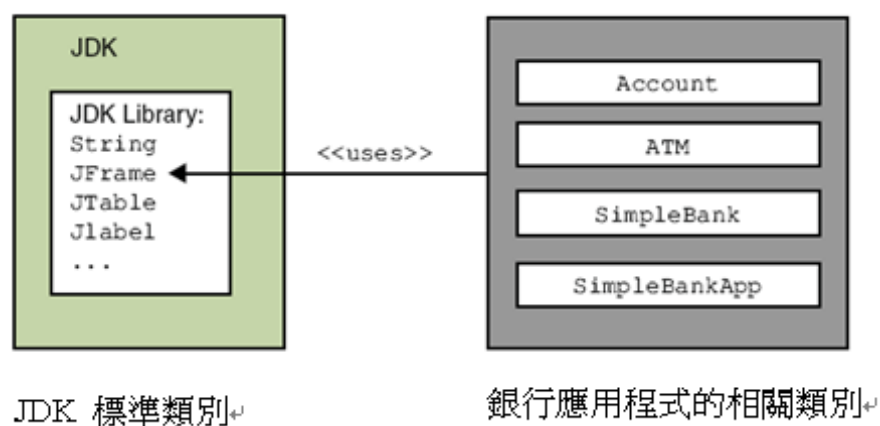 JDK
JDK Library:
String
JFrame
JTable
Jlabel
...
<<uses>>
Account
ATM
SimpleBank
SimpleBankApp
JDK 標準類別
銀行應用程式的相關類別